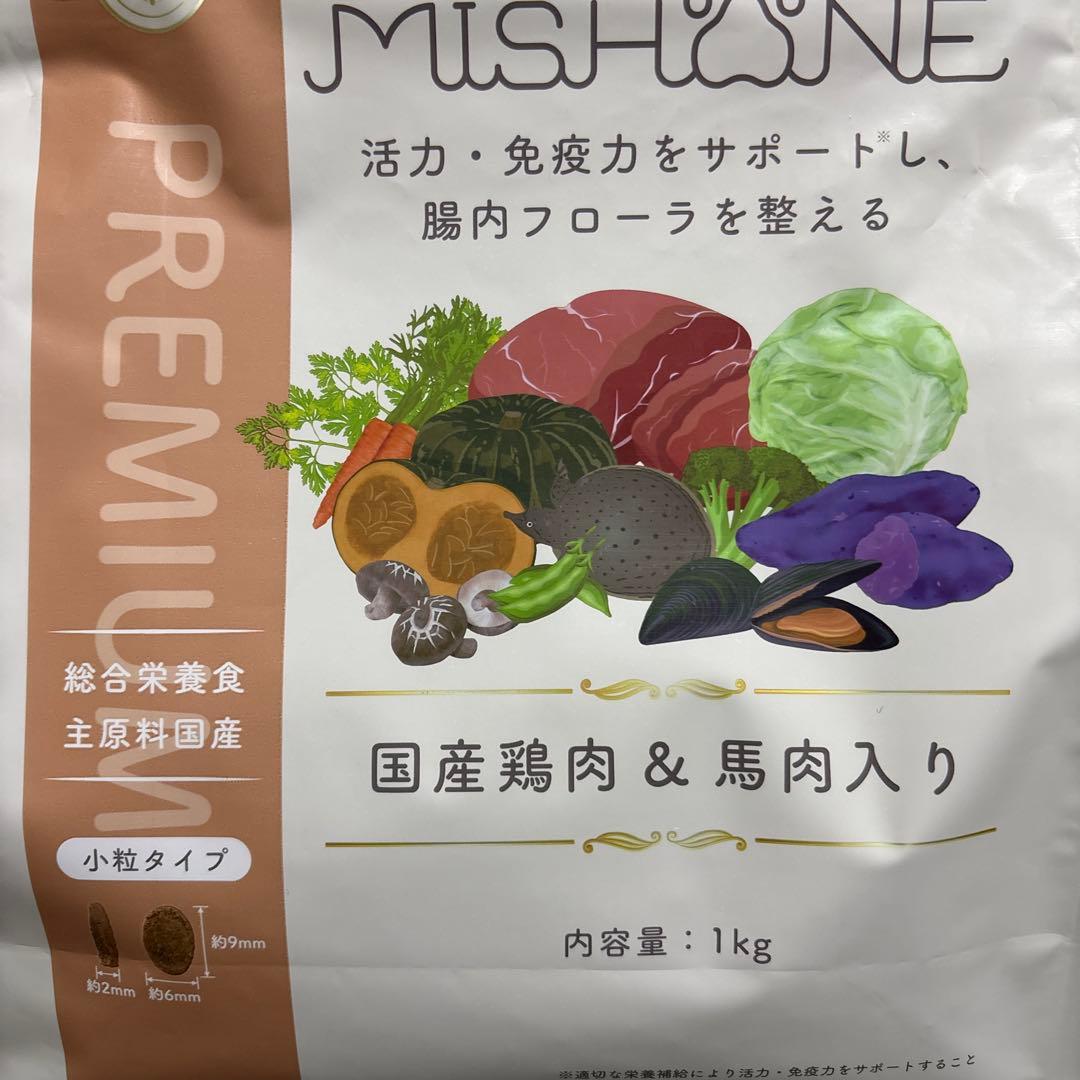 MISHONE
活力・免疫力をサポート※し、
腸内フローラを整える
PREMIUM
総合栄養食
主原料国産
小粒タイプ
約9mm
約2mm
約6mm
国産鶏肉&馬肉入り
内容量：1kg
※適切な栄養補給により活力・免疫力をサポートすること